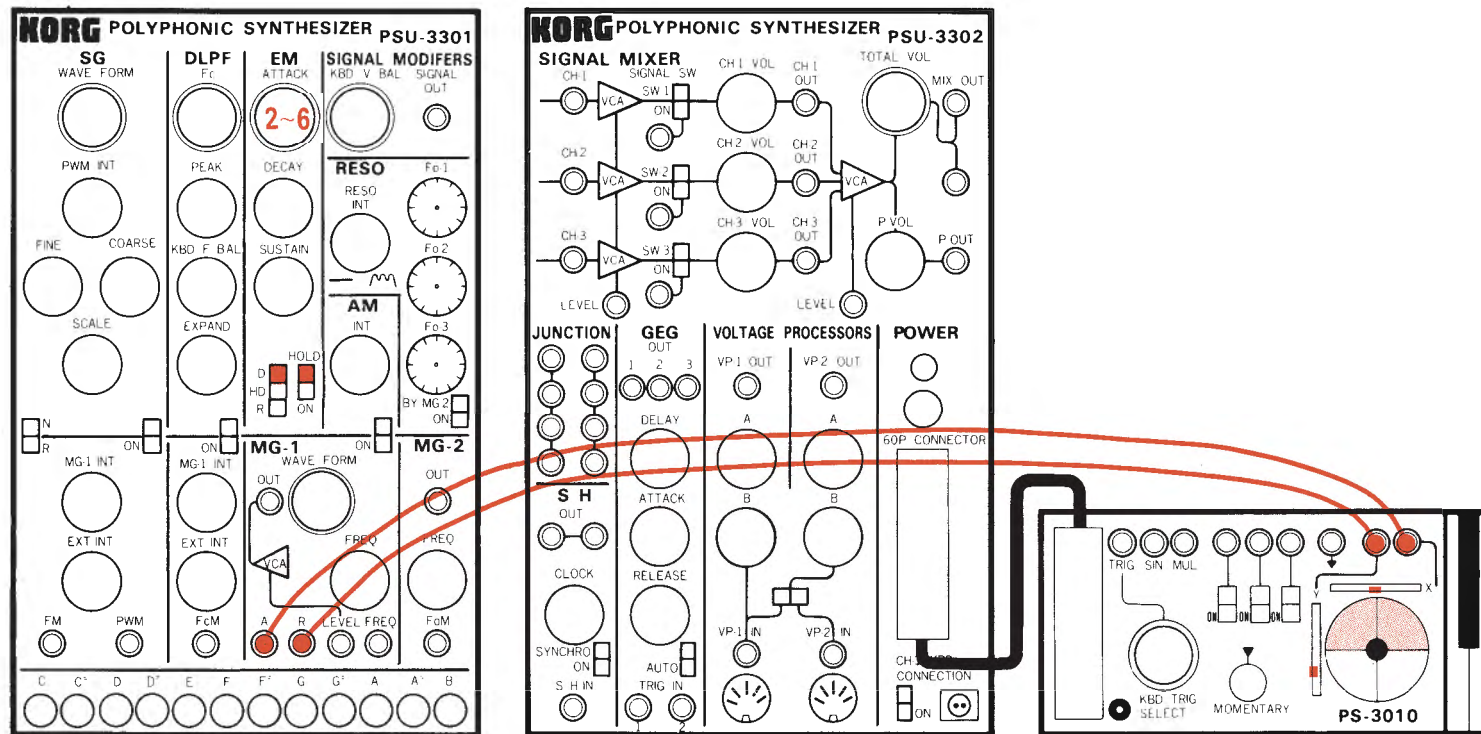 KORG POLYPHONIC SYNTHESIZER PSU-3301
SG
DLPF
EM
SIGNAL MODIFERS
WAVE FORM
Fc
ATTACK
KBD V BAL
SIGNAL OUT
2~6
PWM INT
PEAK
DECAY
RESO
RESO INT
Fo 1
FINE
COARSE
KBD F BAL
SUSTAIN
Fo 2
SCALE
EXPAND
AM
INT
Fo 3
HOLD
D
HD
R
ON
BY MG 2
ON
N
R
ON
ON
MG-1
MG-2
MG-1 INT
MG-1 INT
OUT
WAVE FORM
OUT
EXT INT
EXT INT
VCA
FREQ
FREQ
FM
PWM
FcM
A
R
LEVEL
FREQ
FoM
C C# D D# E F F# G G# A A# B
KORG POLYPHONIC SYNTHESIZER PSU-3302
SIGNAL MIXER
CH-1
SIGNAL SW
CH 1 VOL
CH 1 OUT
TOTAL VOL
MIX OUT
VCA
SW 1
ON
CH-2
CH 2 VOL
CH 2 OUT
VCA
SW 2
ON
VCA
CH-3
CH-3 VOL
CH 3 OUT
P VOL
P OUT
VCA
SW 3
ON
LEVEL
LEVEL
JUNCTION
GEG
VOLTAGE PROCESSORS
POWER
OUT
1 2 3
VP-1 OUT
VP-2 OUT
DELAY
A
A
60P CONNECTOR
S H
ATTACK
B
B
OUT
CLOCK
RELEASE
SYNCHRO
ON
AUTO
VP-1 IN
VP-2 IN
CONNECTION
ON
S H IN
TRIG IN
1
2
TRIG SIN MUL
Y
X
ON
ON
ON
KBD TRIG SELECT
MOMENTARY
PS-3010